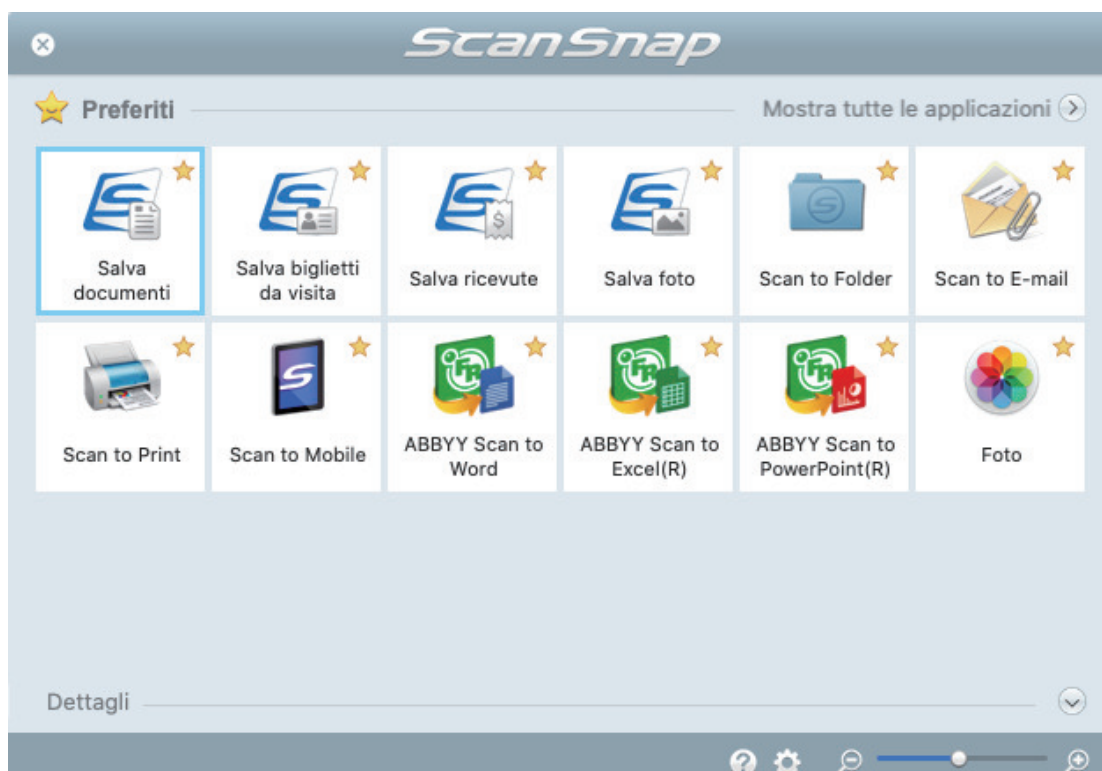 ScanSnap
Preferiti
Mostra tutte le applicazioni
Salva
documenti
Salva biglietti
da visita
Salva ricevute
Salva foto
Scan to Folder
Scan to E-mail
Scan to Print
Scan to Mobile
ABBYY Scan to
Word
ABBYY Scan to
Excel(R)
ABBYY Scan to
PowerPoint(R)
Foto
Dettagli